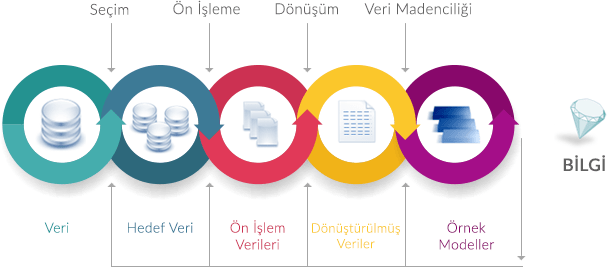 Seçim
Ön İşleme
Dönüşüm
Veri Madenciliği
BİLGİ
Veri
Hedef Veri
Ön İşlem
Verileri
Dönüştürülmüş
Veriler
Örnek
Modeller